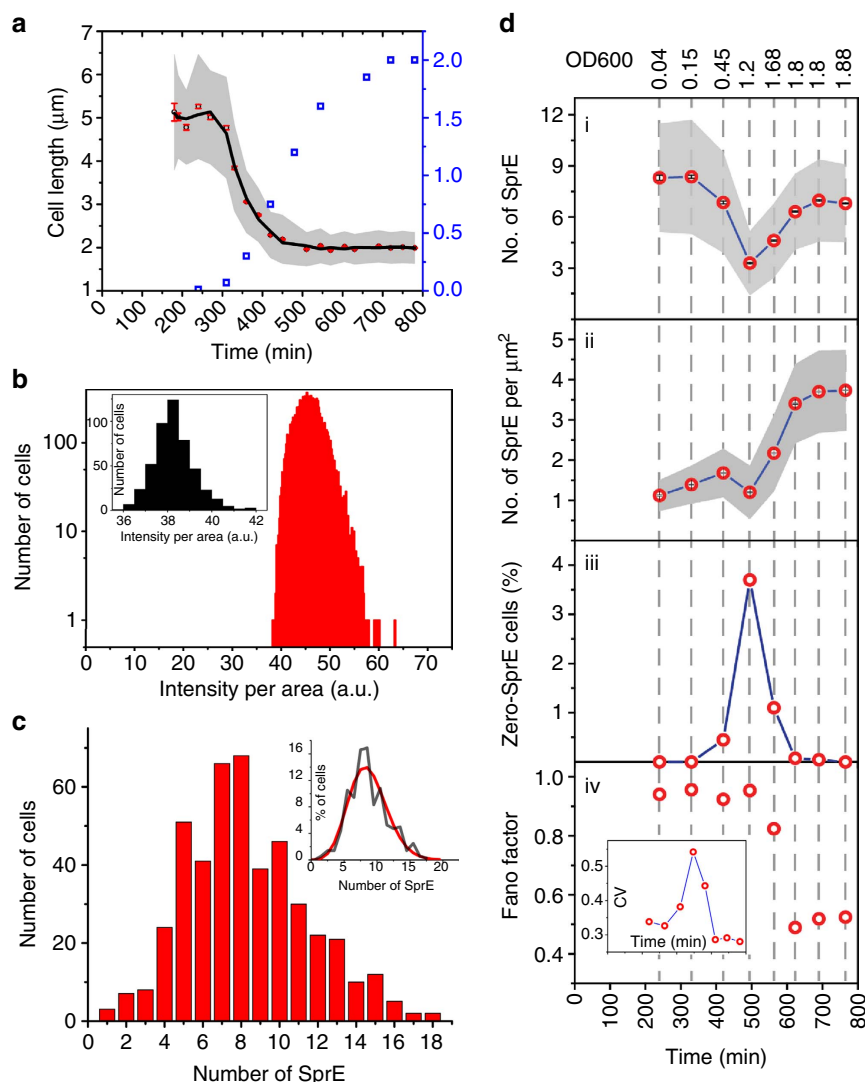 a
Cell length (μm)
7
6
5
4
3
2
1
2.0
1.5
1.0
0.5
0.0
0 100 200 300 400 500 600 700 800
Time (min)
b
Number of cells
100
10
1
Number of cells
100
50
0
36 38 40 42
Intensity per area (a.u.)
0 10 20 30 40 50 60 70
Intensity per area (a.u.)
c
Number of cells
60
40
20
0
% of cells
16
12
8
4
0
0 5 10 15 20
Number of SprE
0 2 4 6 8 10 12 14 16 18
Number of SprE
d
OD600 0.04 0.15 0.45 1.2 1.68 1.8 1.8 1.88
i
No. of SprE
12
9
6
3
ii
No. of SprE per μm²
5
4
3
2
1
iii
Zero-SprE cells (%)
4
3
2
1
iv
Fano factor
1.0
0.8
0.6
0.4
CV
0.5
0.4
0.3
Time (min)
0 100 200 300 400 500 600 700 800
Time (min)